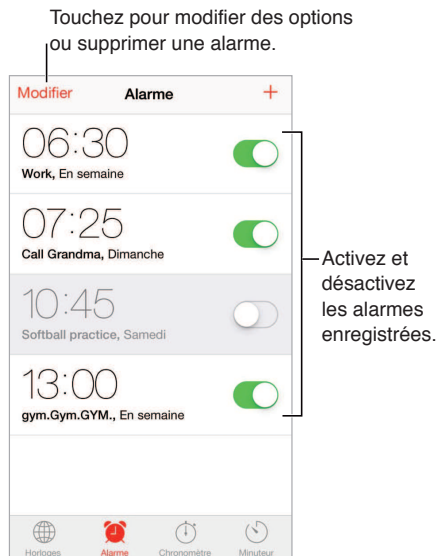 Touchez pour modifier des options
ou supprimer une alarme.
Modifier Alarme +
06:30
Work, En semaine
07:25
Call Grandma, Dimanche
10:45
Softball practice, Samedi
13:00
gym.Gym.GYM., En semaine
Activez et
désactivez
les alarmes
enregistrées.
Horloges Alarme Chronomètre Minuteur